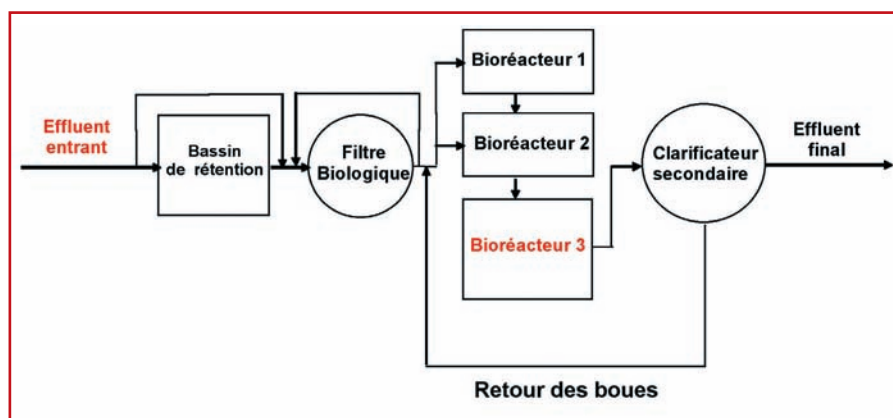 Effluent
entrant
Bassin
de rétention
Filtre
Biologique
Bioréacteur 1
Bioréacteur 2
Bioréacteur 3
Clarificateur
secondaire
Effluent
final
Retour des boues